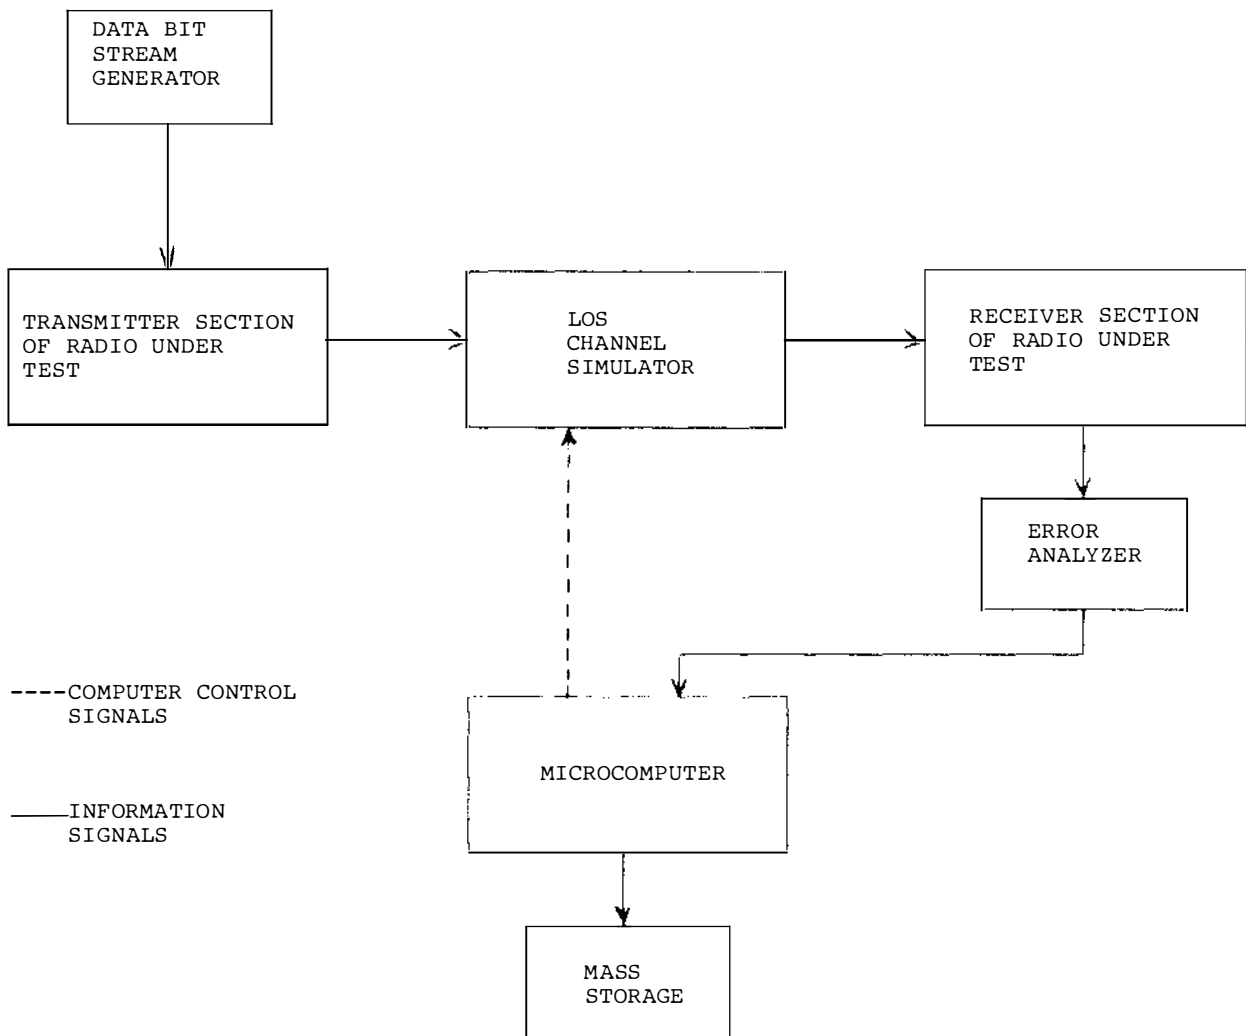 DATA BIT
STREAM
GENERATOR
TRANSMITTER SECTION
OF RADIO UNDER
TEST
LOS
CHANNEL
SIMULATOR
RECEIVER SECTION
OF RADIO UNDER
TEST
ERROR
ANALYZER
COMPUTER CONTROL
SIGNALS
MICROCOMPUTER
INFORMATION
SIGNALS
MASS
STORAGE